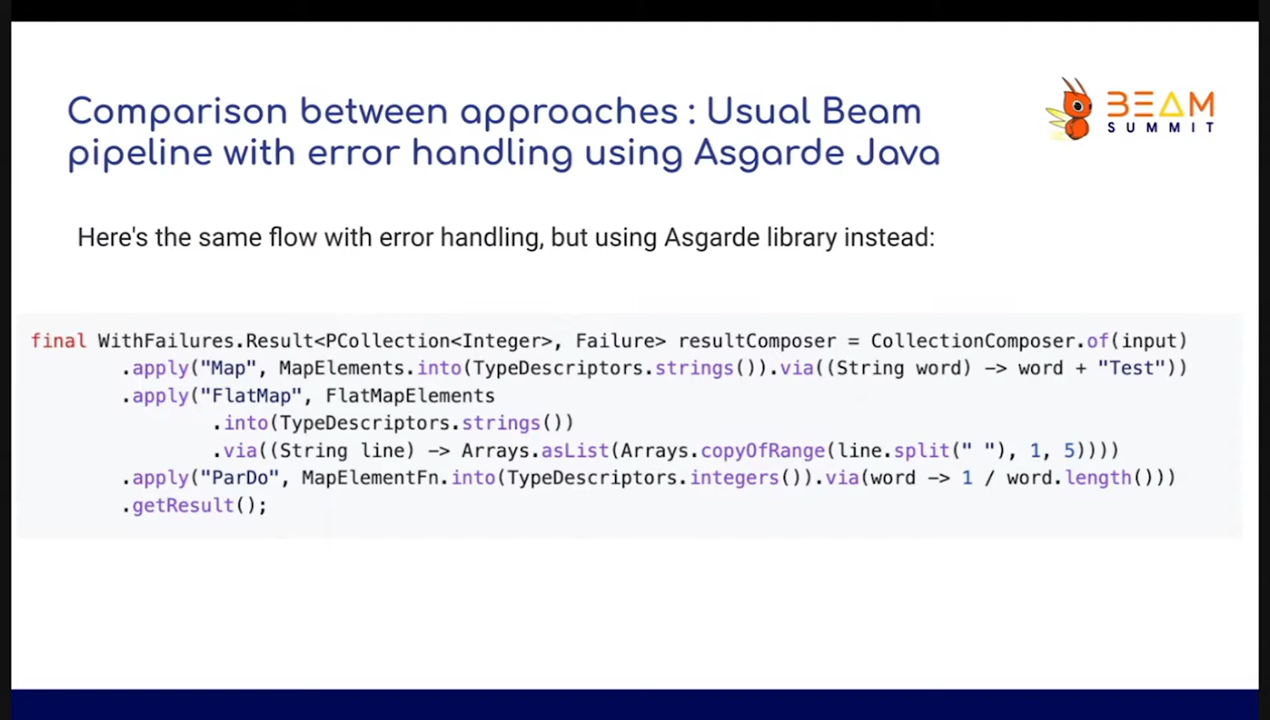 Comparison between approaches : Usual Beam
pipeline with error handling using Asgarde Java
BEAM
SUMMIT
Here's the same flow with error handling, but using Asgarde library instead:
final WithFailures.Result<PCollection<Integer>, Failure> resultComposer = CollectionComposer.of(input)
.apply("Map", MapElements.into(TypeDescriptors.strings()).via((String word) -> word + "Test"))
.apply("FlatMap", FlatMapElements
.into(TypeDescriptors.strings())
.via((String line) -> Arrays.asList(Arrays.copyOfRange(line.split(" "), 1, 5))))
.apply("ParDo", MapElementFn.into(TypeDescriptors.integers()).via(word -> 1 / word.length()))
.getResult();